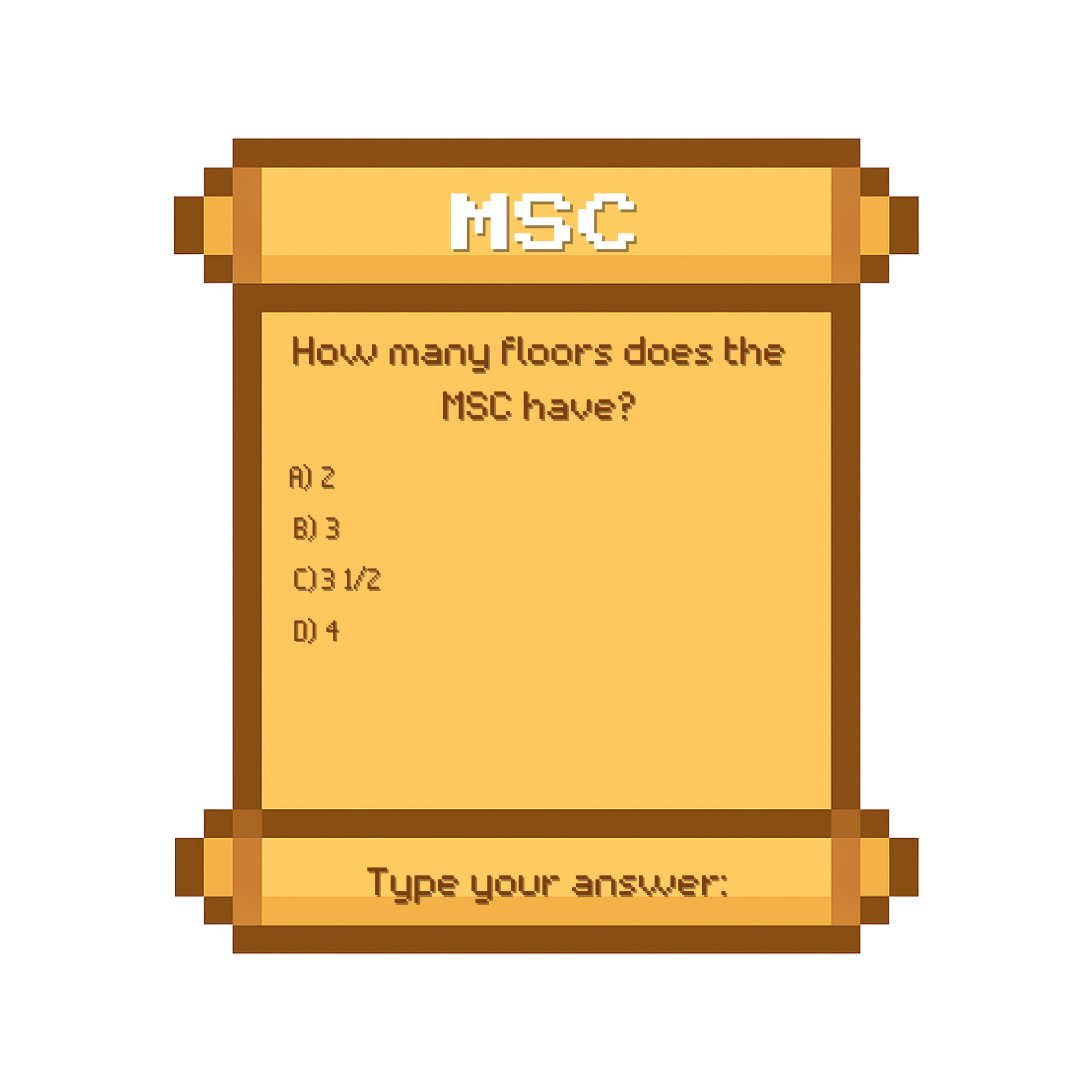 MSC
How many floors does the
MSC have?
A) 2
B) 3
C)3 1/2
D) 4
Type your answer: